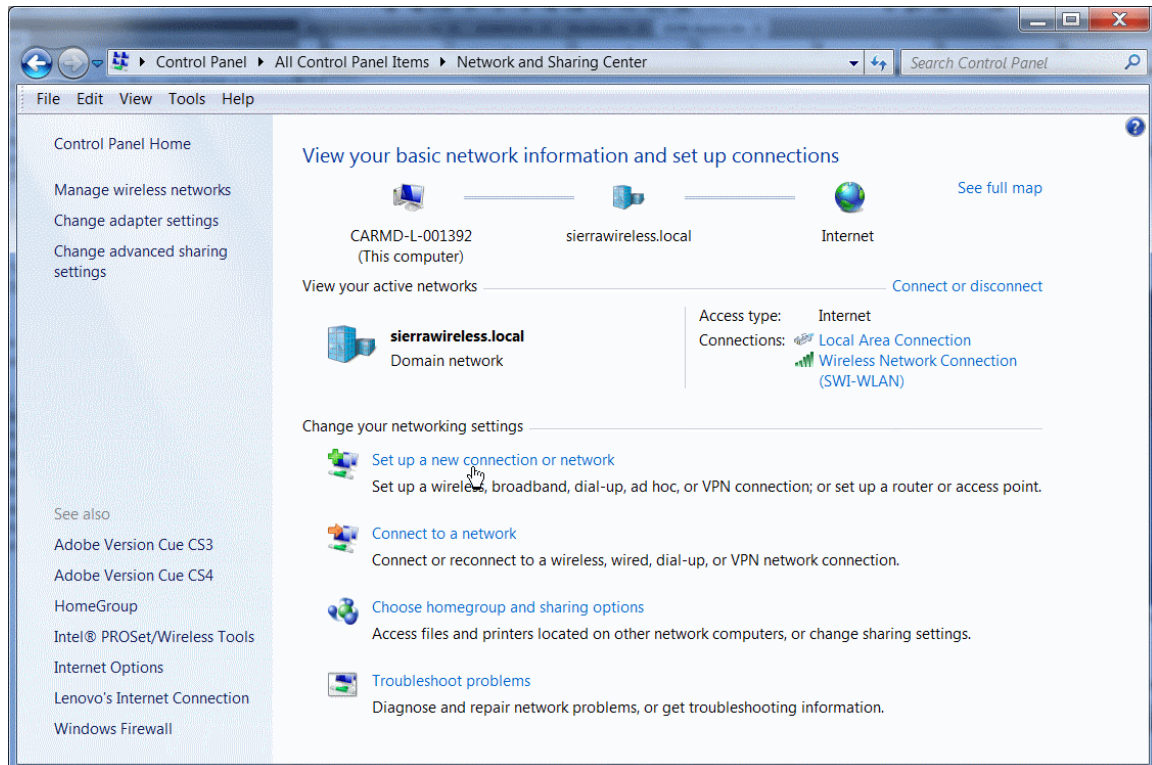 Control Panel ▸ All Control Panel Items ▸ Network and Sharing Center
Search Control Panel
File Edit View Tools Help
Control Panel Home
Manage wireless networks
Change adapter settings
Change advanced sharing
settings
See also
Adobe Version Cue CS3
Adobe Version Cue CS4
HomeGroup
Intel® PROSet/Wireless Tools
Internet Options
Lenovo's Internet Connection
Windows Firewall
View your basic network information and set up connections
See full map
CARMD-L-001392
(This computer)
sierrawireless.local
Internet
View your active networks
Connect or disconnect
sierrawireless.local
Domain network
Access type: Internet
Connections: Local Area Connection
Wireless Network Connection
(SWI-WLAN)
Change your networking settings
Set up a new connection or network
Set up a wireless, broadband, dial-up, ad hoc, or VPN connection; or set up a router or access point.
Connect to a network
Connect or reconnect to a wireless, wired, dial-up, or VPN network connection.
Choose homegroup and sharing options
Access files and printers located on other network computers, or change sharing settings.
Troubleshoot problems
Diagnose and repair network problems, or get troubleshooting information.